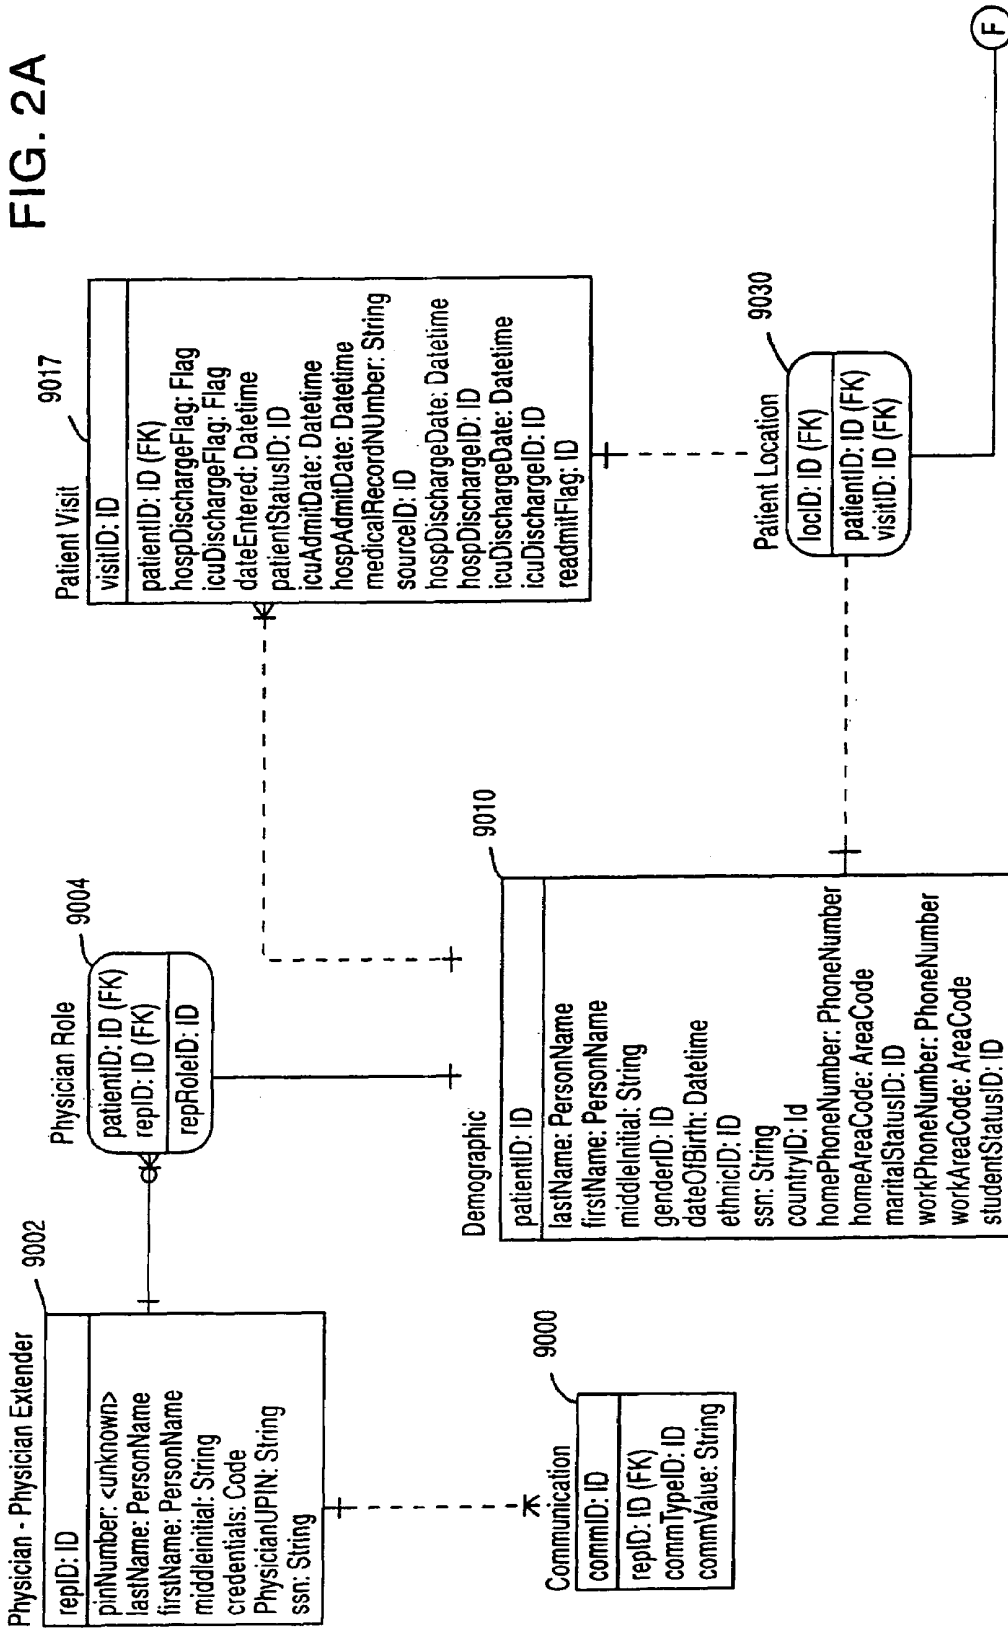 FIG. 2A
Physician - Physician Extender
9002
repID: ID
pinNumber: <unknown>
lastName: PersonName
firstName: PersonName
middleinitial: String
credentials: Code
PhysicianUPIN: String
ssn: String
Physician Role
9004
patientID: ID (FK)
repID: ID (FK)
repRoleID: ID
Patient Visit
9017
visitID: ID
patientID: ID (FK)
hospDischargeFlag: Flag
icuDischargeFlag: Flag
dateEntered: Datetime
patientStatusID: ID
icuAdmitDate: Datetime
hospAdmitDate: Datetime
medicalRecordNUmber: String
sourceID: ID
hospDischargeDate: Datetime
hospDischargeID: ID
icuDischargeDate: Datetime
icuDischargeID: ID
readmitFlag: ID
Communication
9000
commID: ID
repID: ID (FK)
commTypeID: ID
commValue: String
Demographic
9010
patientID: ID
lastName: PersonName
firstName: PersonName
middleInitial: String
genderID: ID
dateOfBirth: Datetime
ethnicID: ID
ssn: String
countryID: Id
homePhoneNumber: PhoneNumber
homeAreaCode: AreaCode
maritalStatusID: ID
workPhoneNumber: PhoneNumber
workAreaCode: AreaCode
studentStatusID: ID
Patient Location
9030
locID: ID (FK)
patientID: ID (FK)
visitID: ID (FK)
F